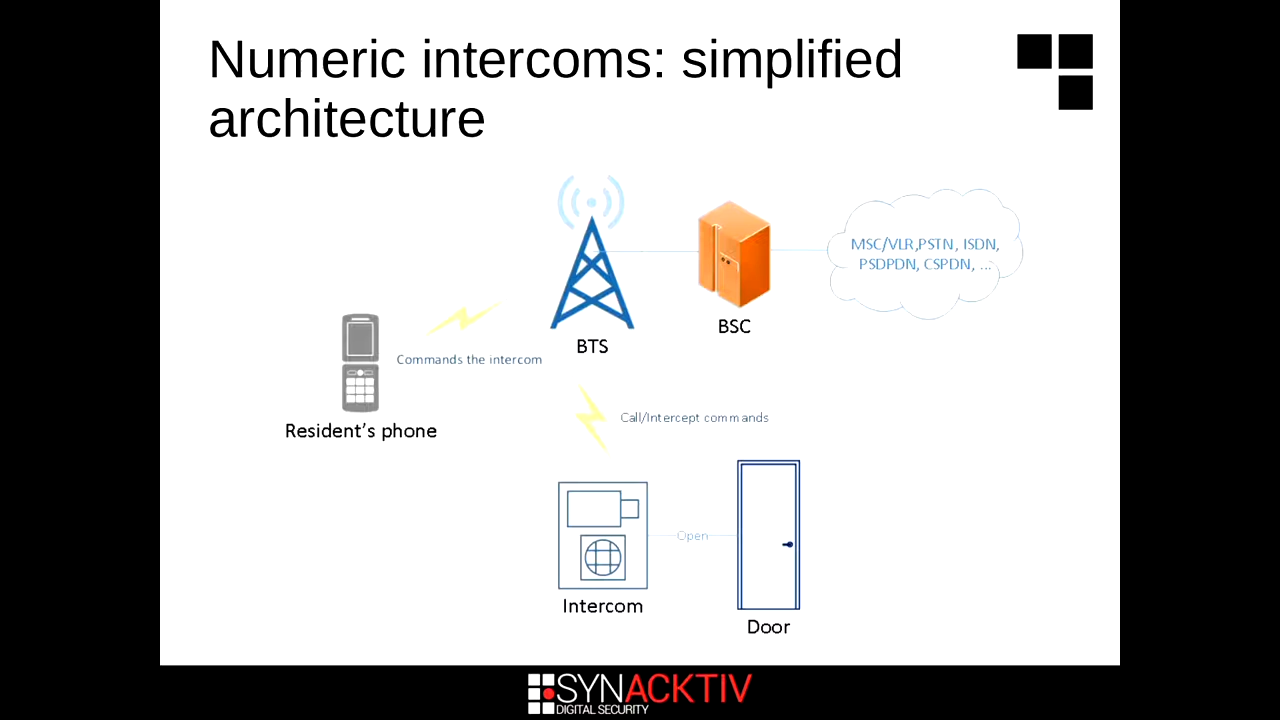 Numeric intercoms: simplified
architecture
MSC/VLR,PSTN, ISDN,
PSDPDN, CSPDN, ...
BSC
BTS
Commands the intercom
Resident's phone
Call/Intercept commands
Open
Intercom
Door
SYNACKTIV
DIGITAL SECURITY